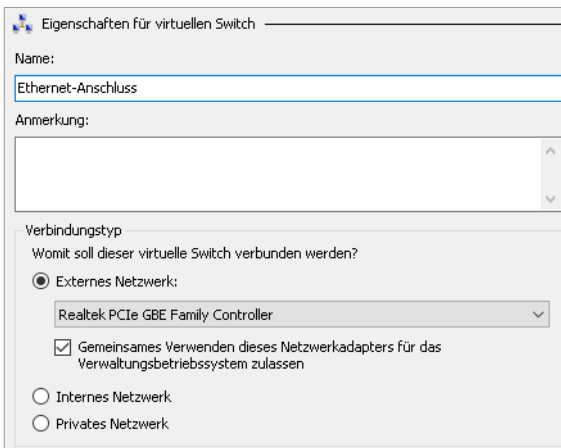 Eigenschaften für virtuellen Switch
Name:
Ethernet-Anschluss
Anmerkung:
Verbindungstyp
Womit soll dieser virtuelle Switch verbunden werden?
Externes Netzwerk:
Realtek PCIe GBE Family Controller
Gemeinsames Verwenden dieses Netzwerkadapters für das
Verwaltungsbetriebssystem zulassen
Internes Netzwerk
Privates Netzwerk